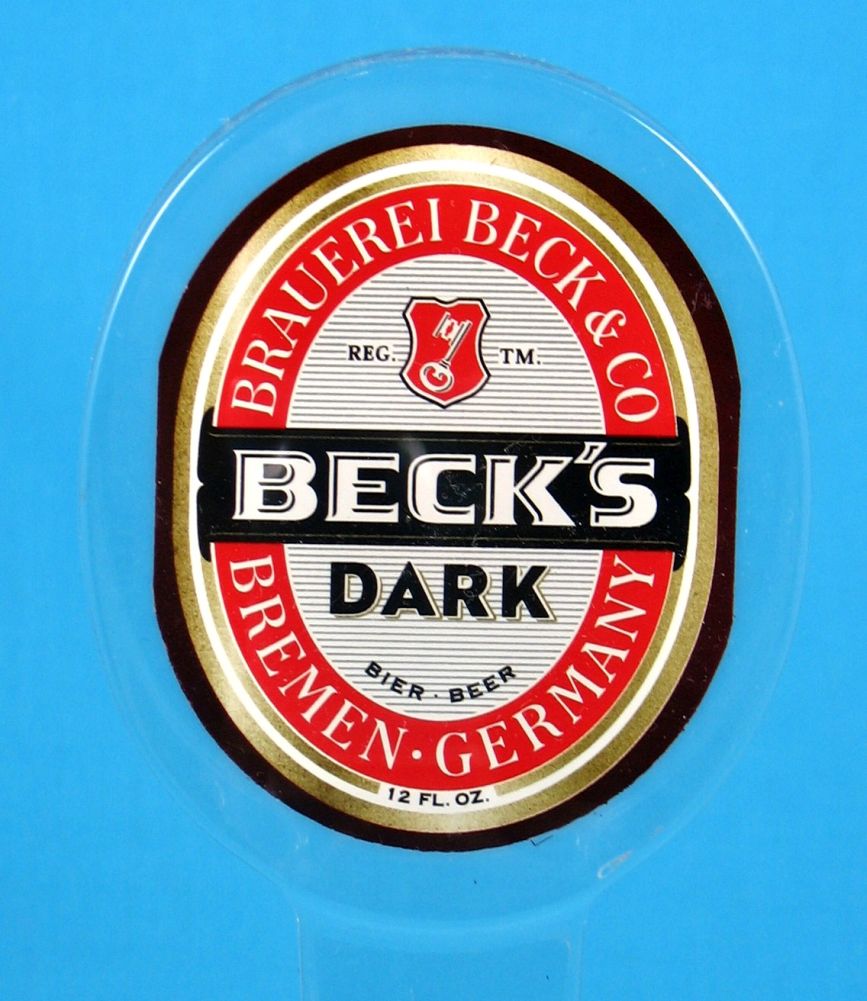 BRAUEREI BECK & CO
REG. TM.
BECK'S
DARK
BIER · BEER
BREMEN · GERMANY
12 FL. OZ.